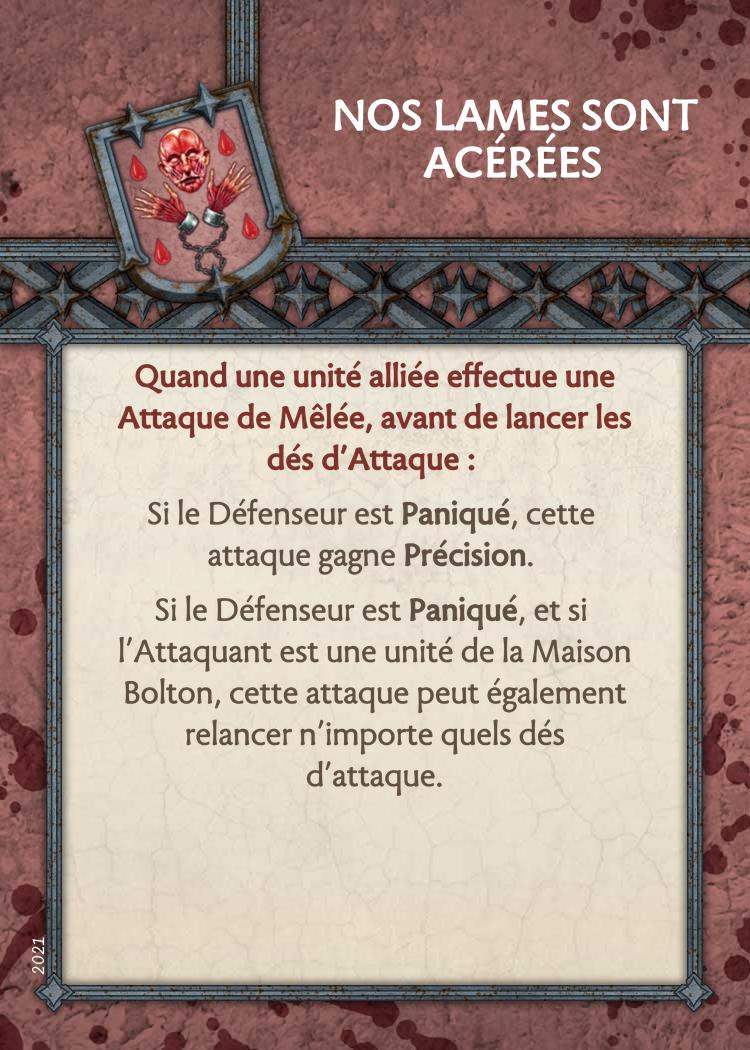 NOS LAMES SONT
ACÉRÉES
Quand une unité alliée effectue une
Attaque de Mêlée, avant de lancer les
dés d’Attaque :
Si le Défenseur est Paniqué, cette
attaque gagne Précision.
Si le Défenseur est Paniqué, et si
l’Attaquant est une unité de la Maison
Bolton, cette attaque peut également
relancer n’importe quels dés
d’attaque.
2021